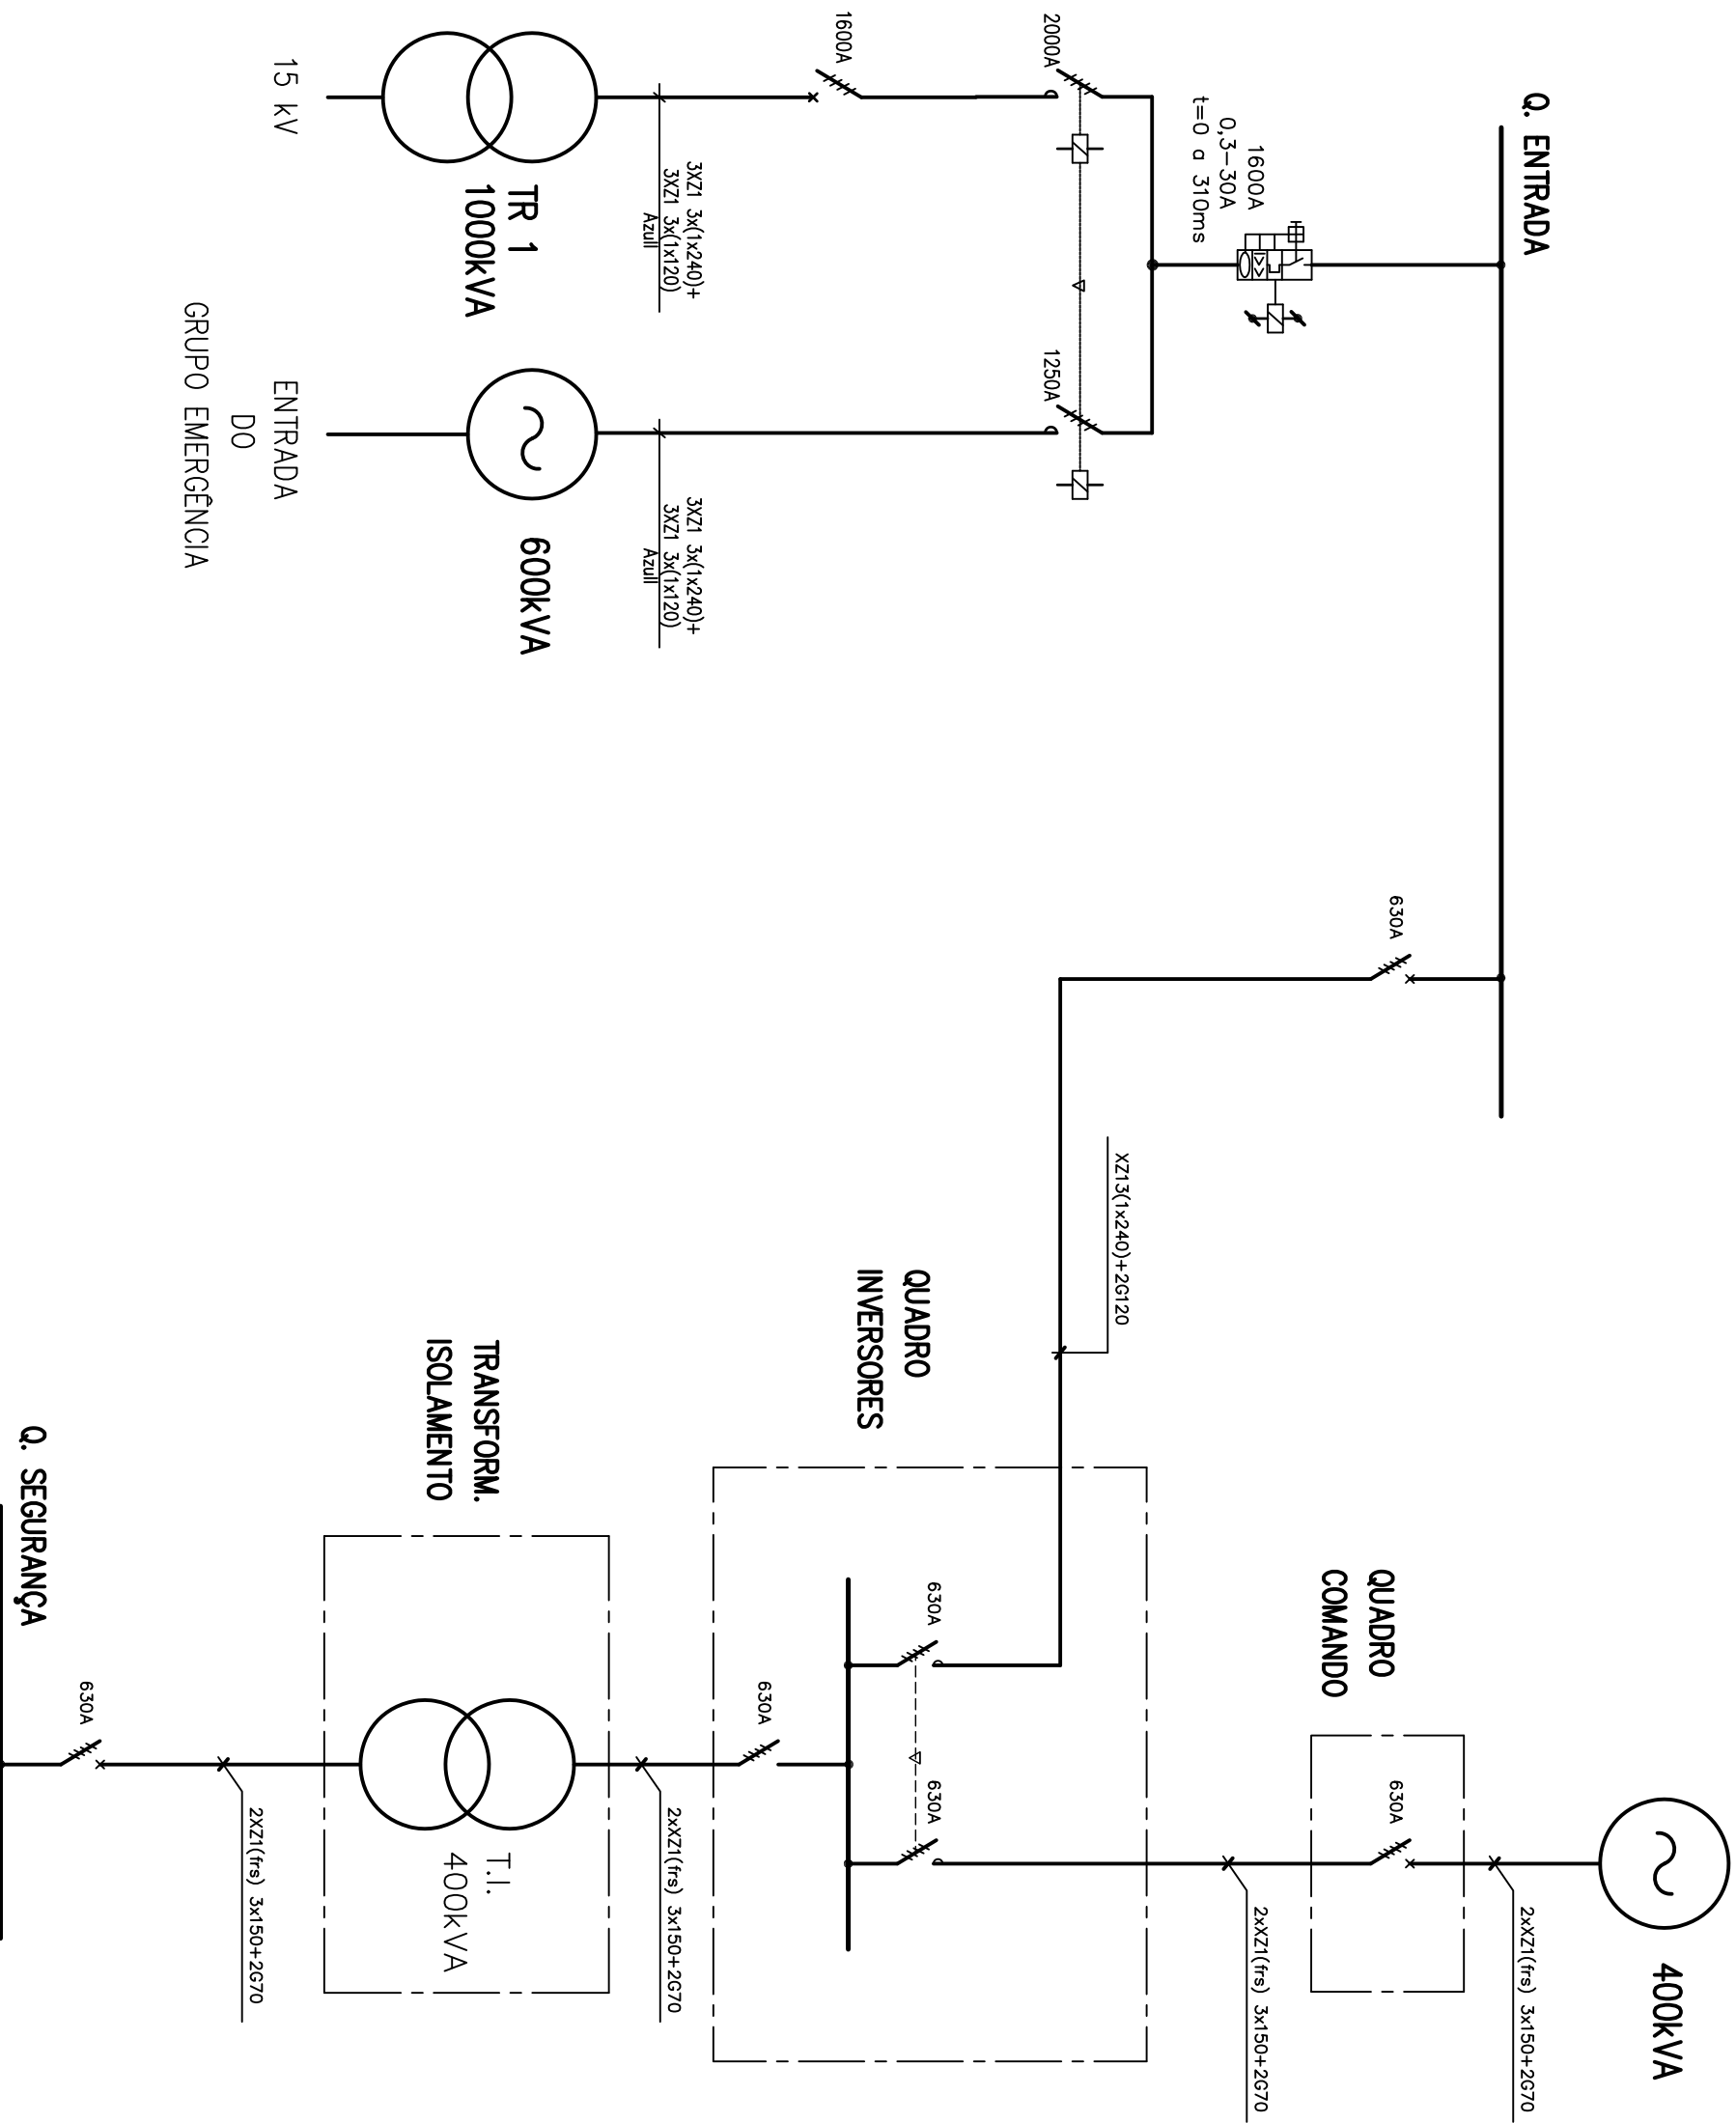 Q. ENTRADA
1600A
0,3-30A
t=0 a 310ms
2000A
1250A
1600A
3XZ1 3x(1x240)+
3XZ1 3x(1x120)
Azull
3XZ1 3x(1x240)+
3XZ1 3x(1x120)
Azull
TR 1
1000kVA
600kVA
15 kV
ENTRADA
DO
GRUPO EMERGÊNCIA
630A
XZ13(1x240)+2G120
400kVA
2xXZ1(frs) 3x150+2G70
QUADRO
COMANDO
630A
2xXZ1(frs) 3x150+2G70
QUADRO
INVERSORES
630A
630A
630A
2xXZ1(frs) 3x150+2G70
TRANSFORM.
ISOLAMENTO
T.I.
400kVA
2XZ1(frs) 3x150+2G70
630A
Q. SEGURANÇA